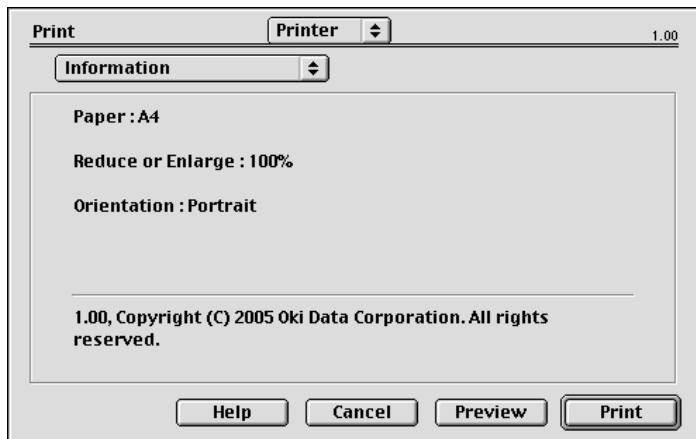 Print
Printer
1.00
Information
Paper : A4
Reduce or Enlarge : 100%
Orientation : Portrait
1.00, Copyright (C) 2005 Oki Data Corporation. All rights
reserved.
Help
Cancel
Preview
Print